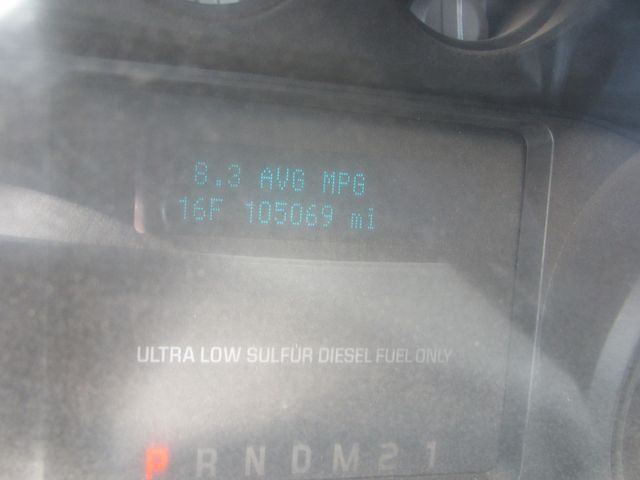 8.3 AVG MPG
16F 105069 mi
ULTRA LOW SULFUR DIESEL FUEL ONLY
P R N D M 2 1